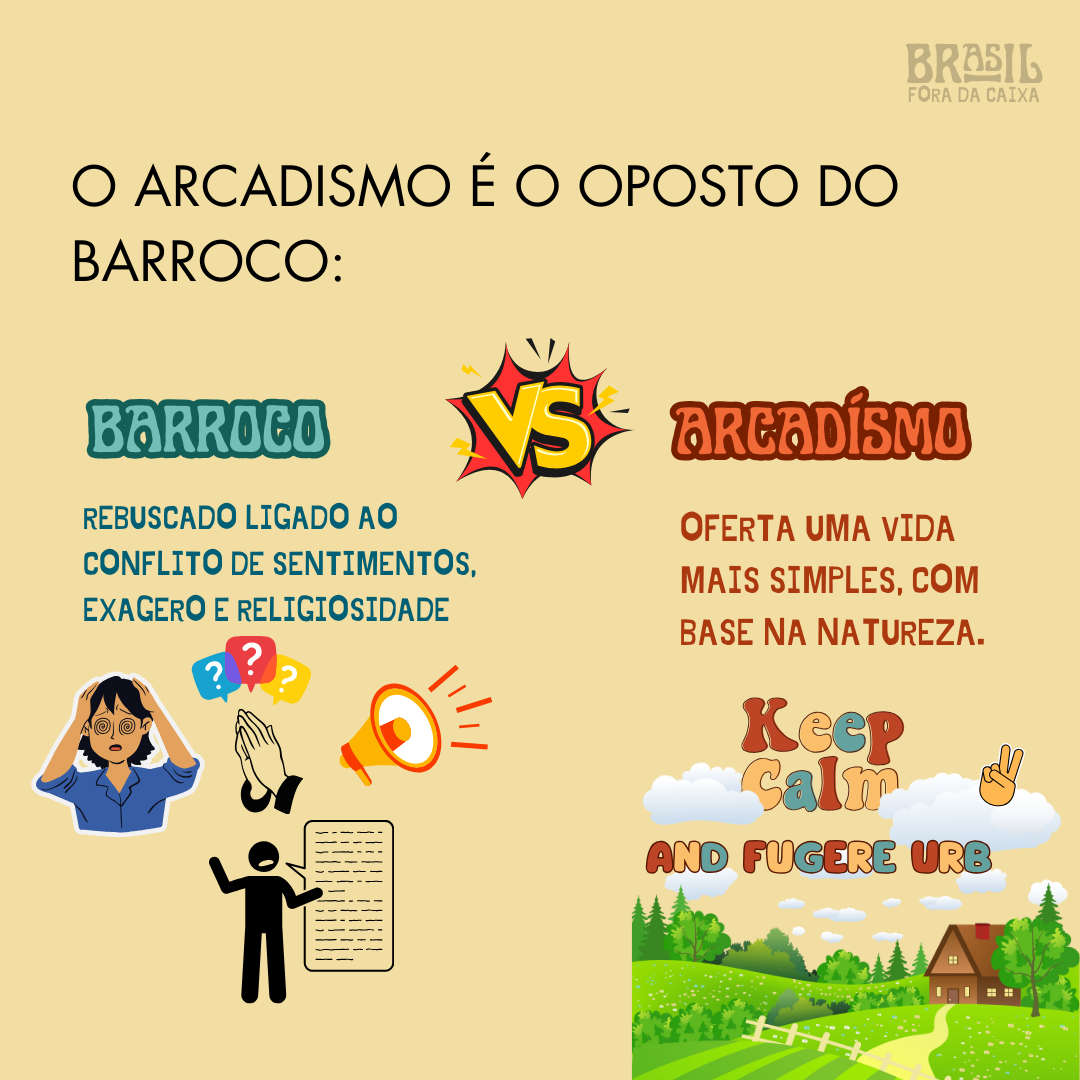 BRASIL
FORA DA CAIXA
O ARCADISMO É O OPOSTO DO
BARROCO:
BARROCO
VS
ARCADÍSMO
REBUSCADO LIGADO AO
CONFLITO DE SENTIMENTOS,
EXAGERO E RELIGIOSIDADE
OFERTA UMA VIDA
MAIS SIMPLES, COM
BASE NA NATUREZA.
? ? ?
Keep
Calm
AND FUGERE URB